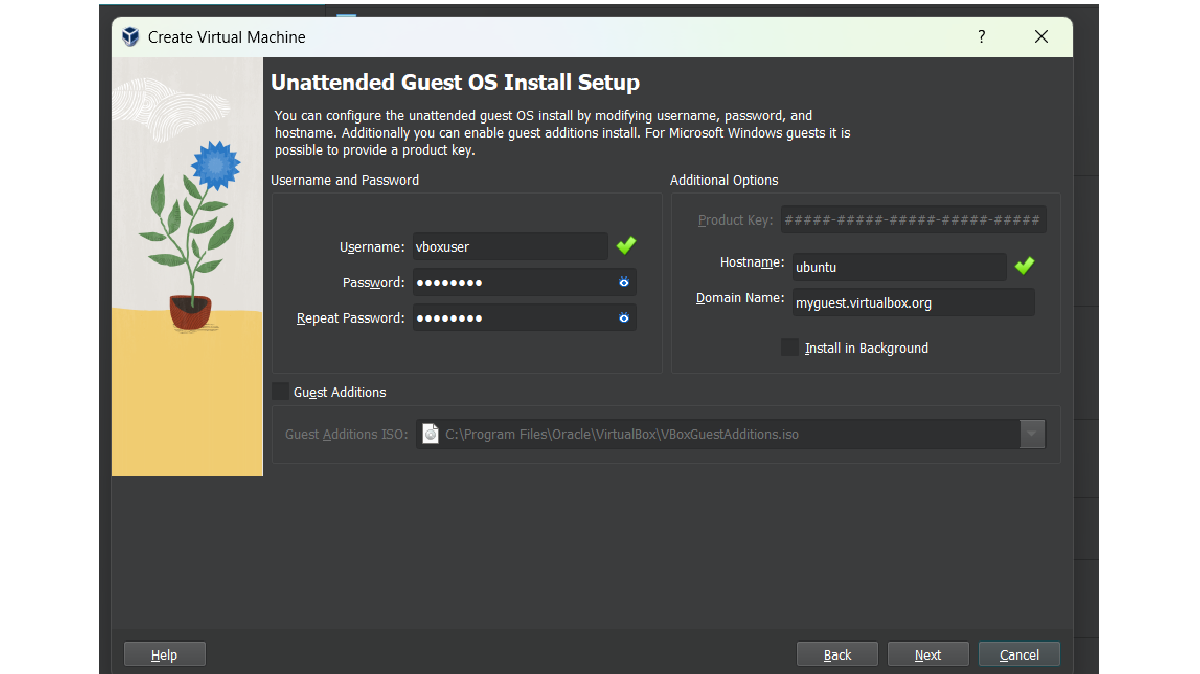 Create Virtual Machine
?
Unattended Guest OS Install Setup
You can configure the unattended guest OS install by modifying username, password, and
hostname. Additionally you can enable guest additions install. For Microsoft Windows guests it is
possible to provide a product key.
Username and Password
Username: vboxuser
Password: ●●●●●●●●
Repeat Password: ●●●●●●●●
Additional Options
Product Key: #####-#####-#####-#####-#####
Hostname: ubuntu
Domain Name: myguest.virtualbox.org
Install in Background
Guest Additions
Guest Additions ISO: C:\Program Files\Oracle\VirtualBox\VBoxGuestAdditions.iso
Help
Back
Next
Cancel